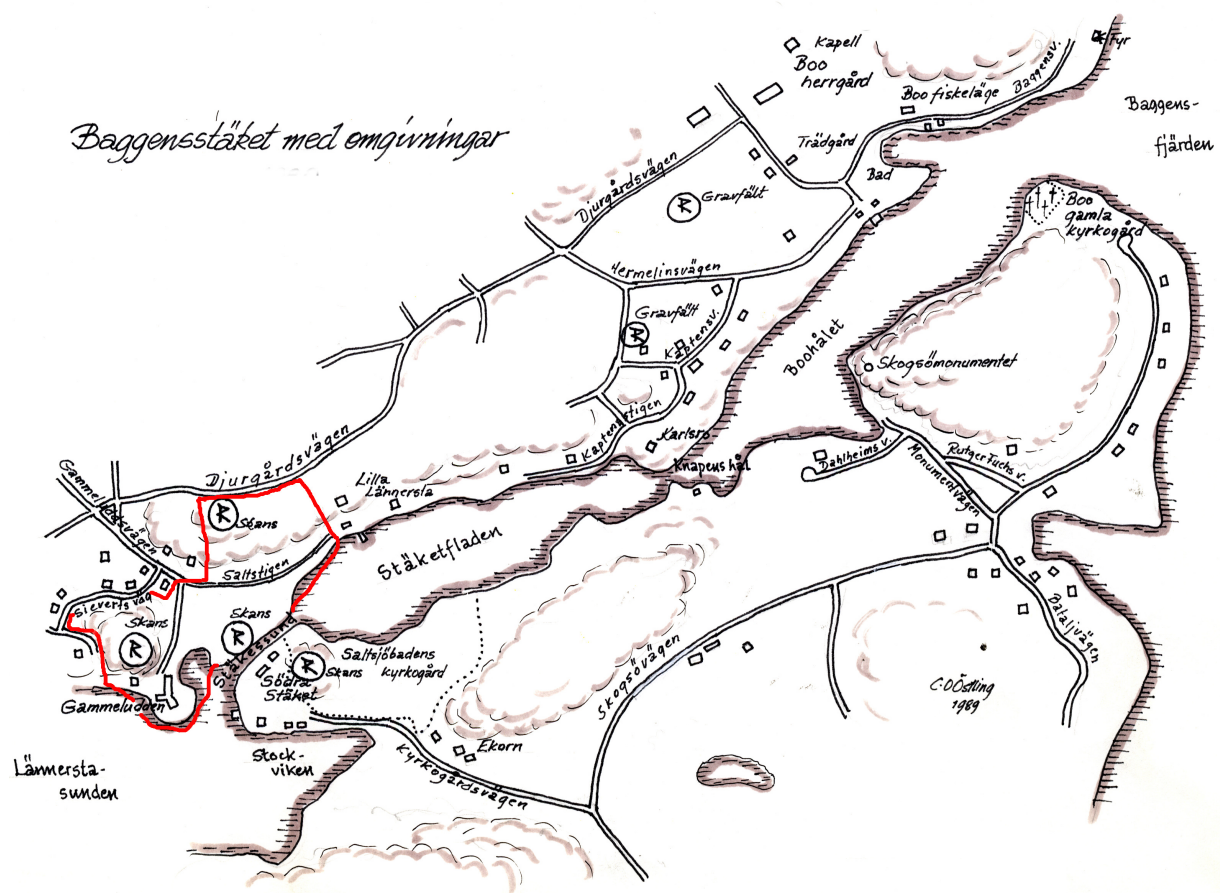 Baggensstäket med omgivningar
Kapell
Boo
herrgård
Fyr
Baggensv.
Boo fiskeläge
Baggens-
fjärden
Trädgård
Bad
Djurgårdsvägen
R
Gravfält
Boo
gamla
kyrkogård
Hermelinsvägen
Gravfält
R
Kaptensv.
Boohålet
Skogsömonumentet
Kaptensstigen
Karlsro
Knapens hål
Dahlheims v.
Rutger Fuchs v.
Monumentvägen
Djurgårdsvägen
Gammeluddsvägen
Lilla
Lännersta
R
Skans
Stäketfladen
Saltstigen
Sieverts väg
Skans
R
Skans
R
Stäkessund
Bataljvägen
Saltsjöbadens
kyrkogård
R
Skans
Södra
Stäket
Skogsövägen
C-D Östling
1989
Gammeludden
Ekorn
Stock-
viken
Kyrkogårdsvägen
Lännersta-
sunden